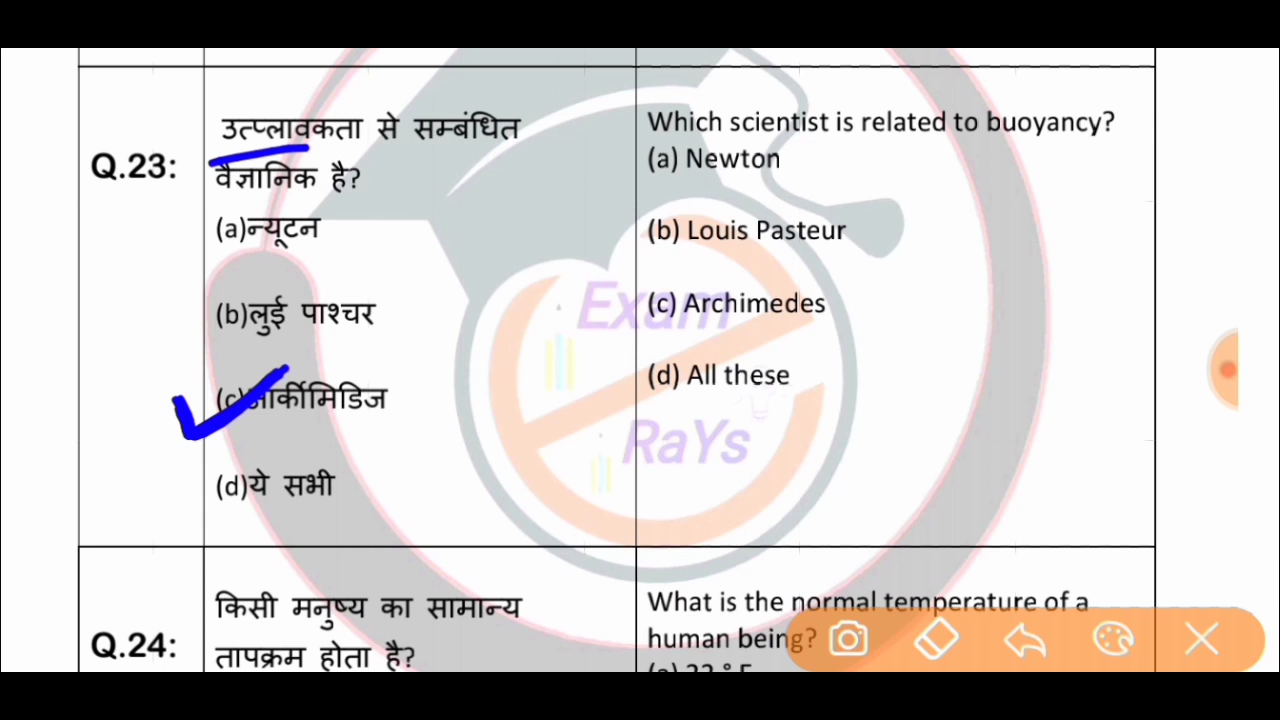 Q.23:
उत्प्लावकता से सम्बंधित
वैज्ञानिक है?
(a)न्यूटन
(b)लुई पाश्चर
(c)आर्कीमिडिज
(d)ये सभी
Which scientist is related to buoyancy?
(a) Newton
(b) Louis Pasteur
(c) Archimedes
(d) All these
Exam
RaYs
Q.24:
किसी मनुष्य का सामान्य
तापक्रम होता है?
What is the normal temperature of a
human being?